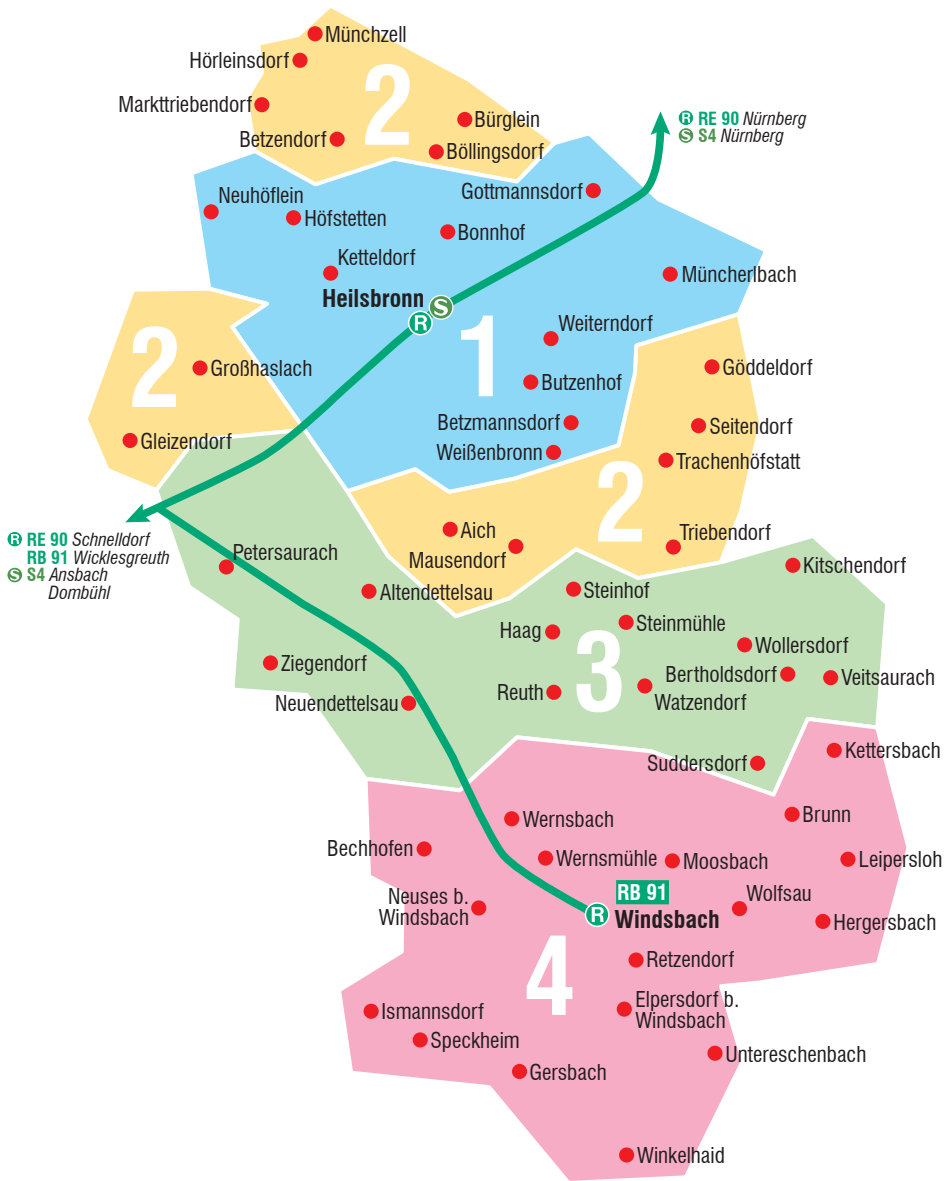 Münchzell
Hörleinsdorf
2
Markttriebendorf
Bürglein
Betzendorf
Böllingsdorf
R RE 90 Nürnberg
S S4 Nürnberg
Gottmannsdorf
Neuhöflein
Höfstetten
Bonnhof
Ketteldorf
Müncherlbach
Heilsbronn
S
R
1
Weiterndorf
2
Großhaslach
Göddeldorf
Butzenhof
Betzmannsdorf
Seitendorf
Gleizendorf
Weißenbronn
Trachenhöfstatt
2
Aich
Mausendorf
Triebendorf
R RE 90 Schnelldorf
RB 91 Wicklesgreuth
S S4 Ansbach
Dombühl
Petersaurach
Kitschendorf
Altendettelsau
Steinhof
Haag
Steinmühle
Wollersdorf
3
Ziegendorf
Bertholdsdorf
Veitsaurach
Reuth
Watzendorf
Neuendettelsau
Suddersdorf
Kettersbach
Wernsbach
Brunn
Bechhofen
Wernsmühle
Moosbach
Leipersloh
RB 91
Neuses b.
Windsbach
R
Windsbach
Wolfsau
Hergersbach
4
Retzendorf
Ismannsdorf
Elpersdorf b.
Windsbach
Speckheim
Untereschenbach
Gersbach
Winkelhaid